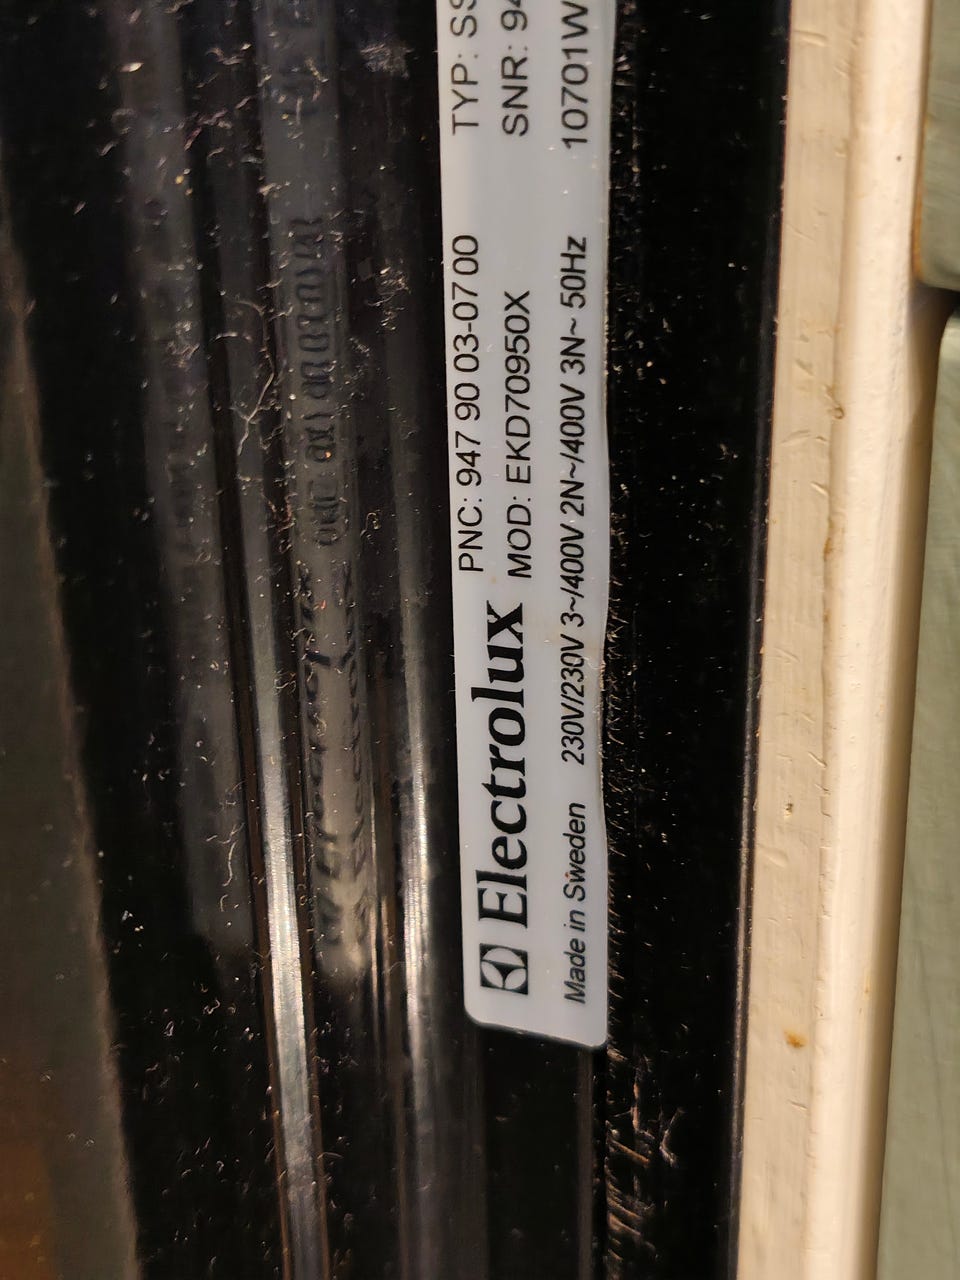 Electrolux
PNC: 947 90 03-07 00
TYP: SS
MOD: EKD70950X
SNR: 94
Made in Sweden
230V/230V 3~/400V 2N~/400V 3N~ 50Hz
10701W